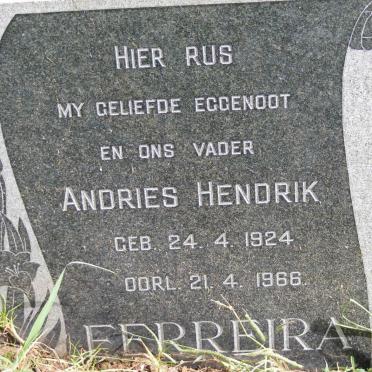 HIER RUS
MY GELIEFDE EGGENOOT
EN ONS VADER
ANDRIES HENDRIK
GEB. 24. 4. 1924
OORL. 21. 4. 1966.
FERREIRA